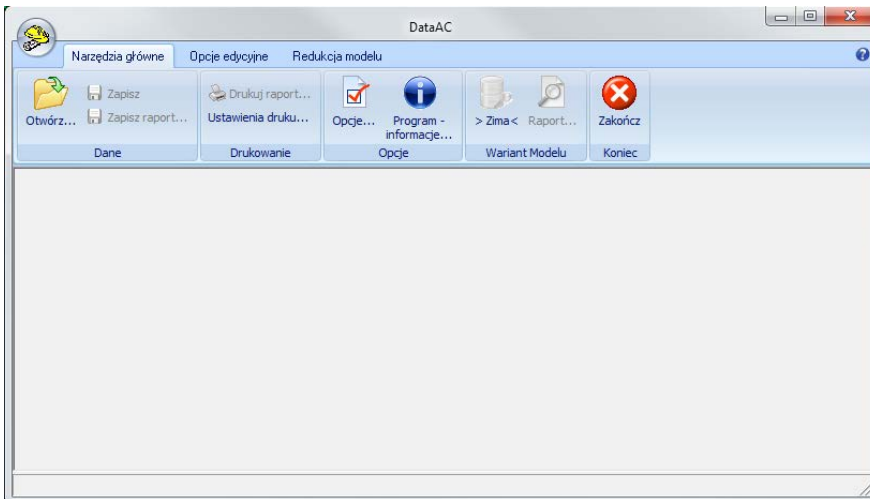 DataAC
Narzędzia główne Opcje edycyjne Redukcja modelu
Otwórz...
Zapisz
Zapisz raport...
Dane
Drukuj raport...
Ustawienia druku...
Drukowanie
Opcje...
Program - informacje...
Opcje
> Zima <
Raport...
Wariant Modelu
Zakończ
Koniec